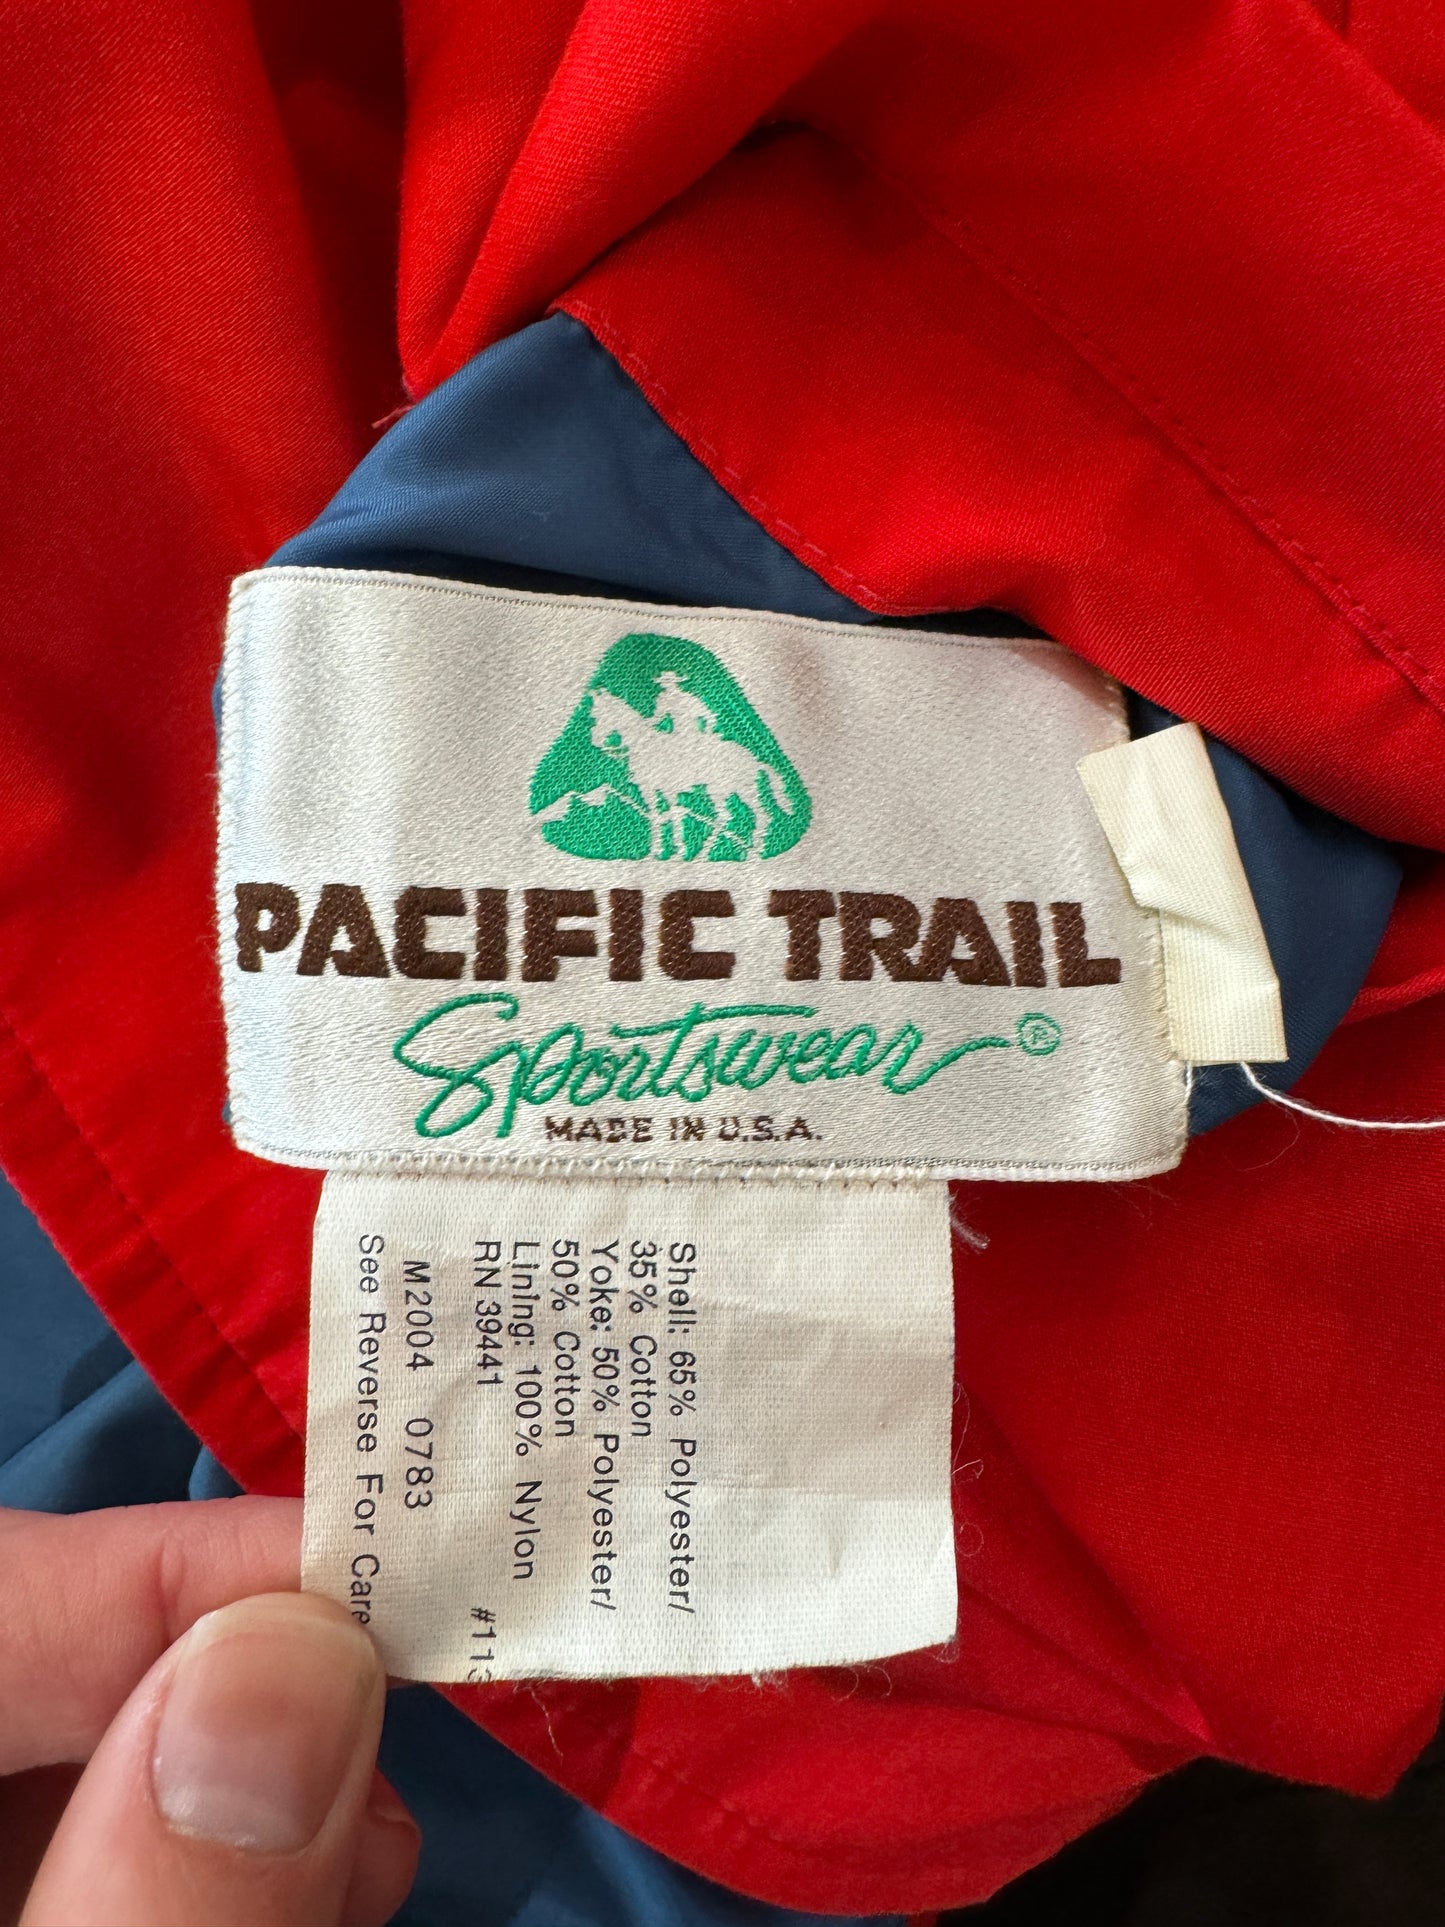 PACIFIC TRAIL
Sportswear ®
MADE IN U.S.A.
Shell: 65% Polyester/
35% Cotton
Yoke: 50% Polyester/
50% Cotton
Lining: 100% Nylon
RN 39441 #113
M2004 0783
See Reverse For Care